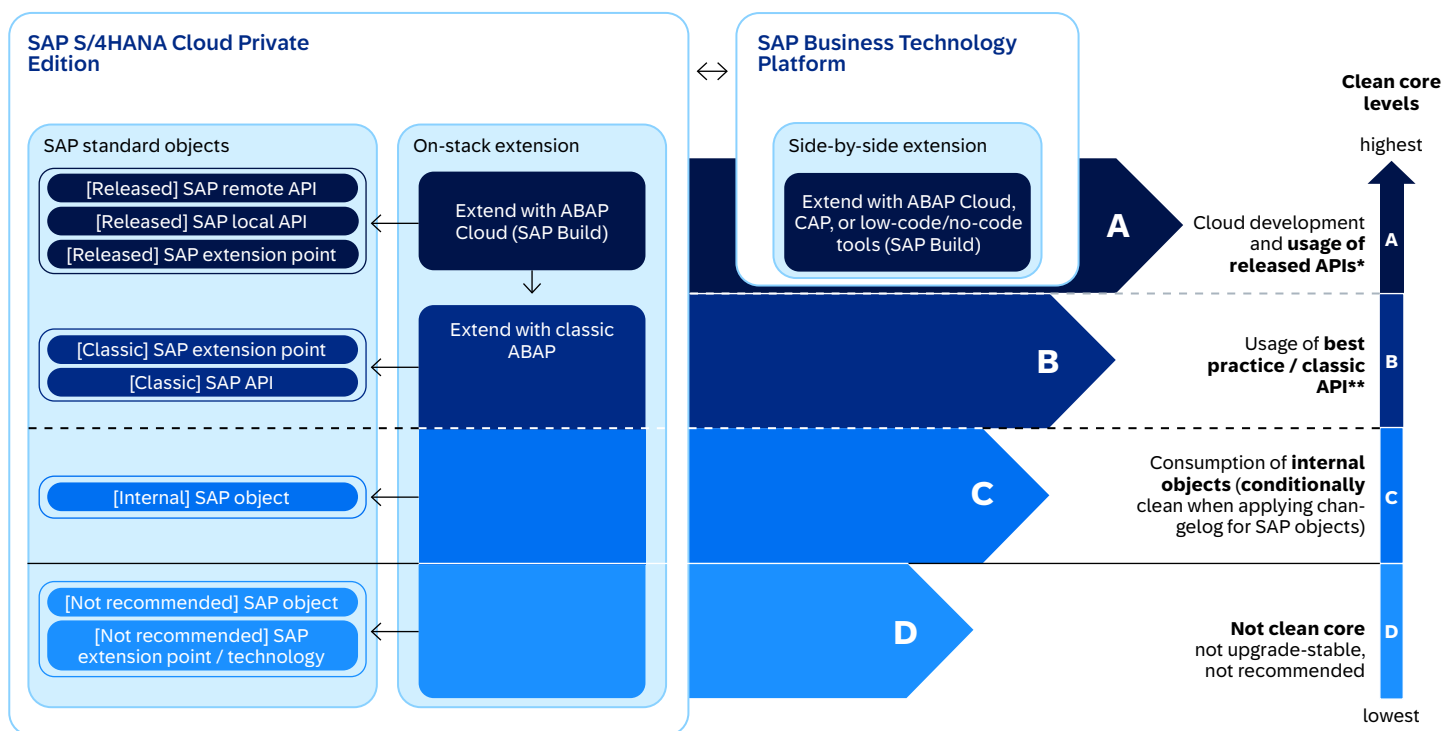 SAP S/4HANA Cloud Private
Edition
SAP standard objects
[Released] SAP remote API
[Released] SAP local API
[Released] SAP extension point
[Classic] SAP extension point
[Classic] SAP API
[Internal] SAP object
[Not recommended] SAP object
[Not recommended] SAP
extension point / technology
On-stack extension
Extend with ABAP
Cloud (SAP Build)
Extend with classic
ABAP
SAP Business Technology
Platform
Side-by-side extension
Extend with ABAP Cloud,
CAP, or low-code/no-code
tools (SAP Build)
A
B
C
D
Clean core
levels
highest
Cloud development
and usage of
released APIs*
A
Usage of best
practice / classic
API**
B
Consumption of internal
objects (conditionally
clean when applying chan-
gelog for SAP objects)
C
Not clean core
not upgrade-stable,
not recommended
D
lowest